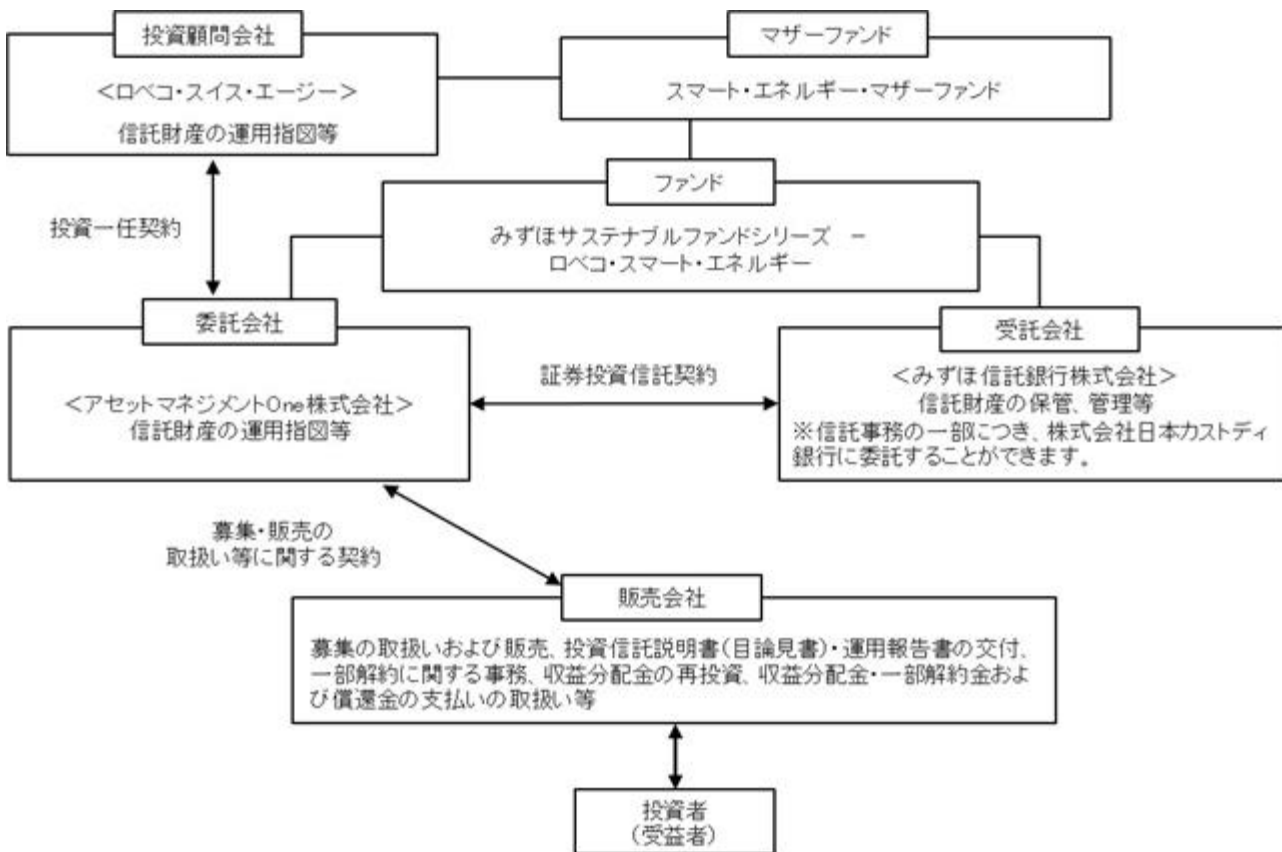 投資顧問会社
<ロベコ・スイス・エージー>
信託財産の運用指図等
マザーファンド
スマート・エネルギー・マザーファンド
ファンド
みずほサステナブルファンドシリーズ －
ロベコ・スマート・エネルギー
投資一任契約
委託会社
<アセットマネジメントOne株式会社>
信託財産の運用指図等
証券投資信託契約
受託会社
<みずほ信託銀行株式会社>
信託財産の保管、管理等
※信託事務の一部につき、株式会社日本カストディ
銀行に委託することができます。
募集・販売の
取扱い等に関する契約
販売会社
募集の取扱いおよび販売、投資信託説明書(目論見書)・運用報告書の交付、
一部解約に関する事務、収益分配金の再投資、収益分配金・一部解約金およ
び償還金の支払いの取扱い等
投資者
(受益者)